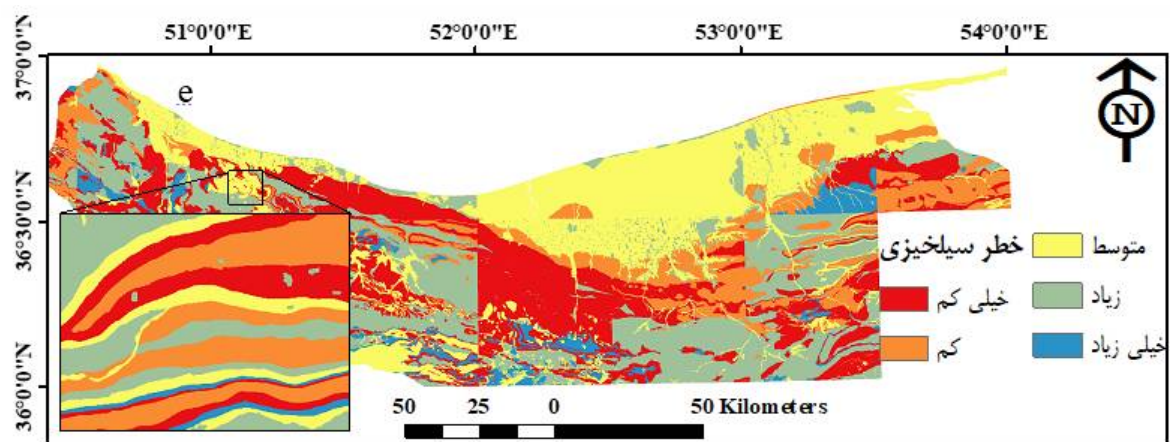 51°0'0"E 52°0'0"E 53°0'0"E 54°0'0"E
37°0'0"N
e
N
36°30'0"N
خطر سیلخیزی
متوسط
خیلی کم
زیاد
کم
خیلی زیاد
36°0'0"N
50 25 0 50 Kilometers